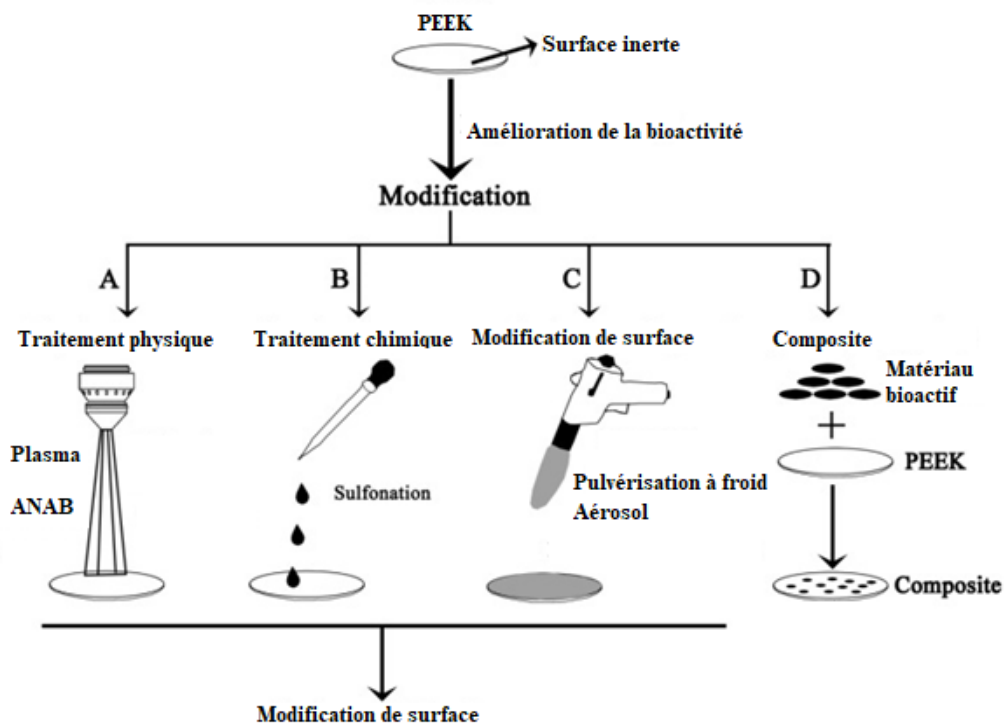 PEEK
Surface inerte
Amélioration de la bioactivité
Modification
A
B
C
D
Traitement physique
Traitement chimique
Modification de surface
Composite
Matériau
bioactif
+
PEEK
Plasma
ANAB
Sulfonation
Pulvérisation à froid
Aérosol
Composite
Modification de surface